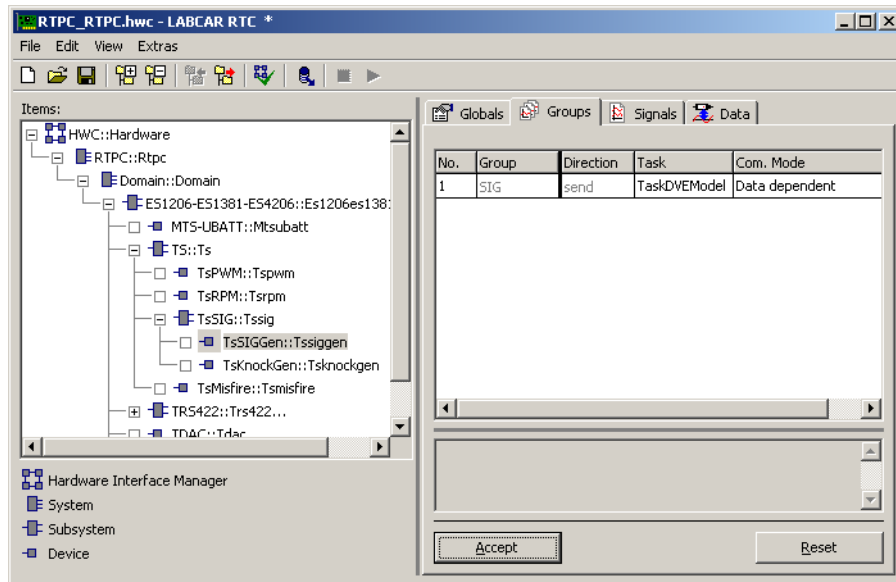 RTPC_RTPC.hwc - LABCAR RTC *
File Edit View Extras
Items:
HWC::Hardware
RTPC::Rtpc
Domain::Domain
ES1206-ES1381-ES4206::Es1206es1381
MTS-UBATT::Mtsubatt
TS::Ts
TsPWM::Tspwm
TsRPM::Tsrpm
TsSIG::Tssig
TsSIGGen::Tssiggen
TsKnockGen::Tsknockgen
TsMisfire::Tsmisfire
TRS422::Trs422...
TDAC::Tdac
Hardware Interface Manager
System
Subsystem
Device
Globals Groups Signals Data
No. Group Direction Task Com. Mode
1 SIG send TaskDVEModel Data dependent
Accept Reset